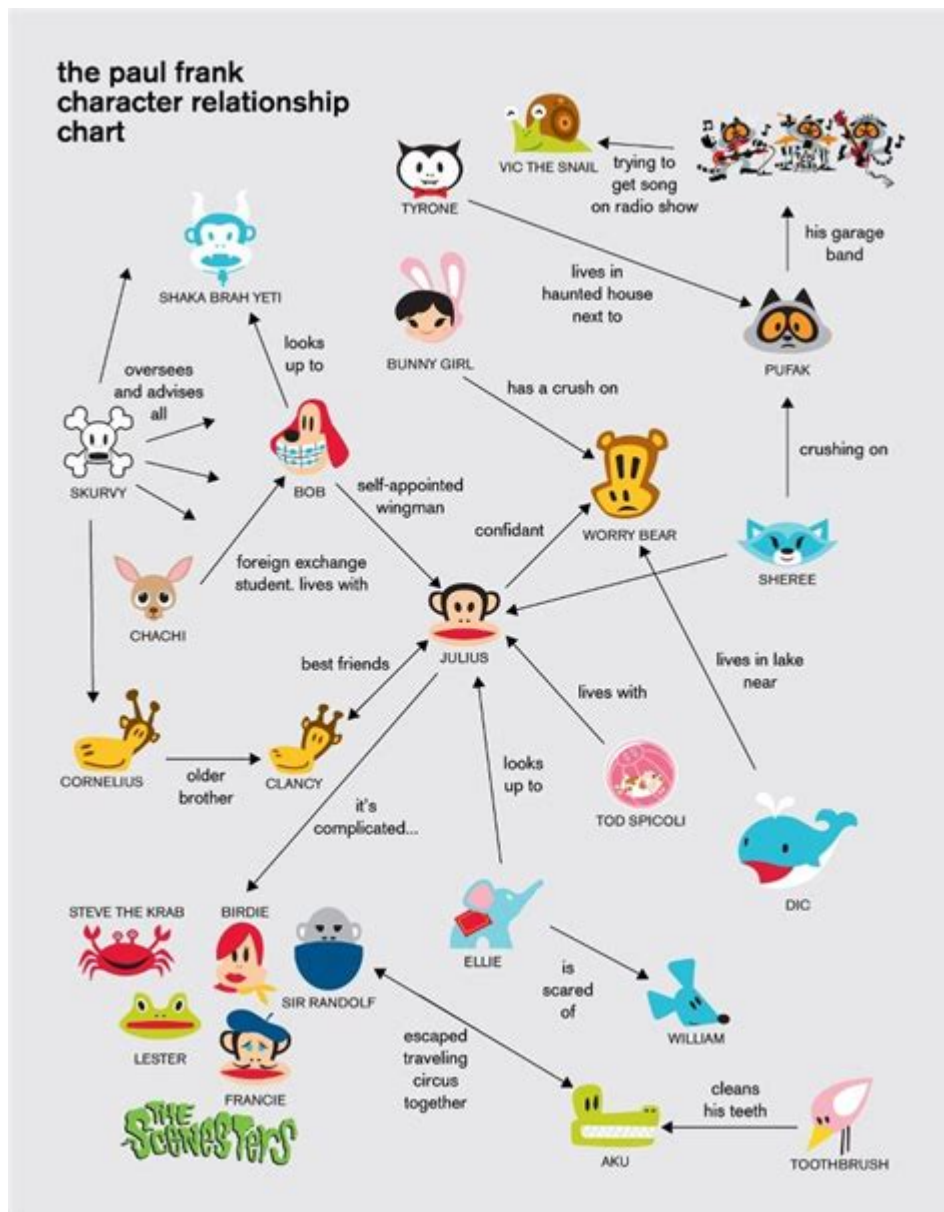 the paul frank
character relationship
chart
VIC THE SNAIL
trying to
get song
on radio show
TYRONE
his garage
band
SHAKA BRAH YETI
lives in
haunted house
next to
BUNNY GIRL
PUFAK
looks
up to
oversees
and advises
all
has a crush on
crushing on
SKURVY
BOB
self-appointed
wingman
confidant
WORRY BEAR
SHEREE
foreign exchange
student. lives with
CHACHI
JULIUS
best friends
lives with
lives in lake
near
CORNELIUS
older
brother
CLANCY
it's
complicated...
looks
up to
TOD SPICOLI
DIC
STEVE THE KRAB
BIRDIE
SIR RANDOLF
ELLIE
is
scared
of
WILLIAM
LESTER
FRANCIE
escaped
traveling
circus
together
THE
SCENESTERS
cleans
his teeth
AKU
TOOTHBRUSH